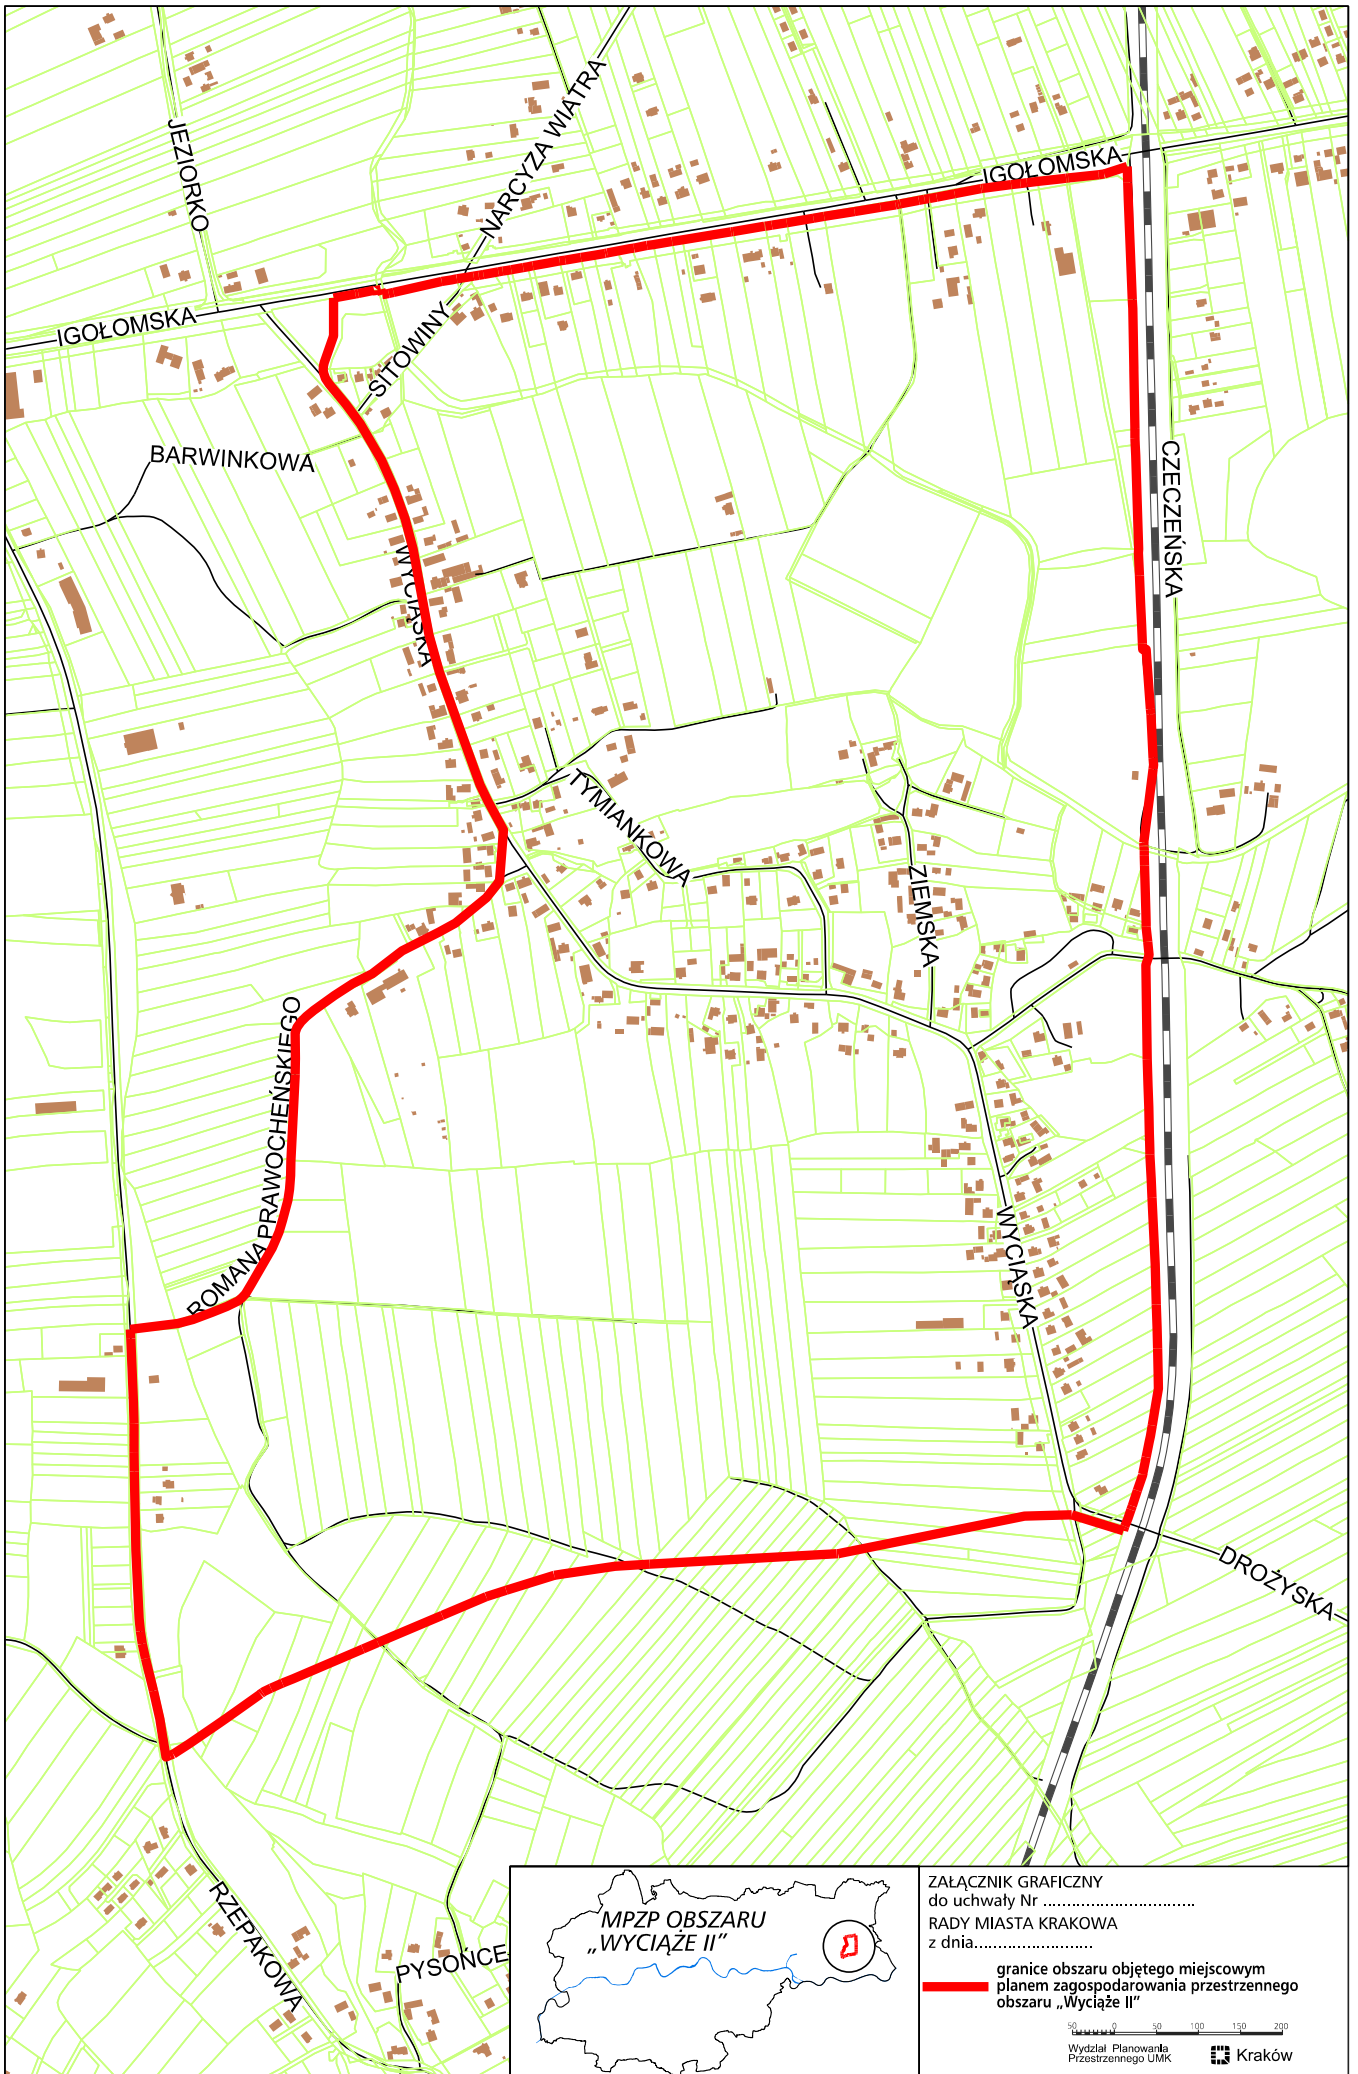 JEZIORKO
NARCYZA WIATRA
IGOŁOMSKA
IGOŁOMSKA
SITOWINY
BARWINKOWA
WYCIĄSKA
CZECZEŃSKA
TYMIANKOWA
ZIEMSKA
ROMANA PRAWOCHEŃSKIEGO
WYCIĄSKA
DROŻYSKA
RZEPAKOWA
PYSOŃCE
MPZP OBSZARU
„WYCIĄŻE II”
ZAŁĄCZNIK GRAFICZNY
do uchwały Nr ................................
RADY MIASTA KRAKOWA
z dnia.........................
granice obszaru objętego miejscowym
planem zagospodarowania przestrzennego
obszaru „Wyciąże II”
50 0 50 100 150 200
Wydział Planowania
Przestrzennego UMK
Kraków